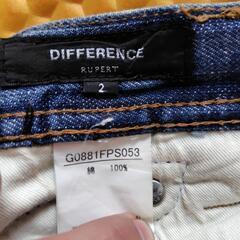 DIFFERENCE
RUPERT
2
G0881FPS053
綿 100%